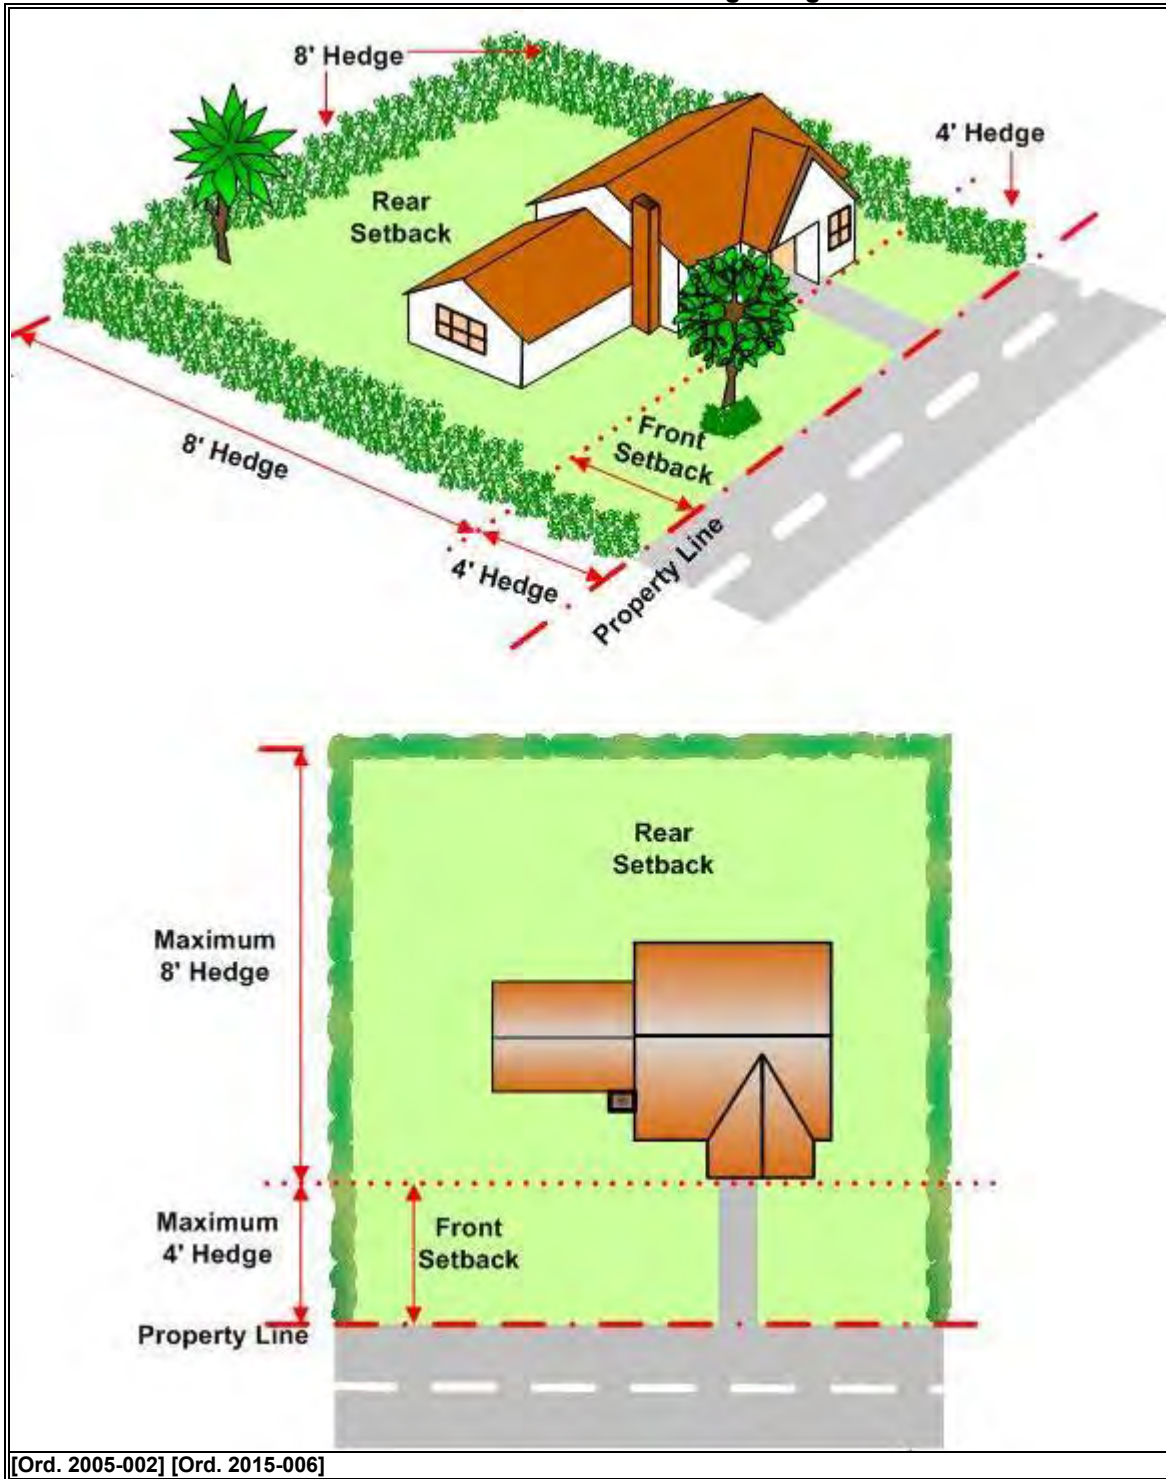 8' Hedge
4' Hedge
Rear
Setback
8' Hedge
Front
Setback
4' Hedge
Property Line
Rear
Setback
Maximum
8' Hedge
Maximum
4' Hedge
Front
Setback
Property Line
[Ord. 2005-002] [Ord. 2015-006]